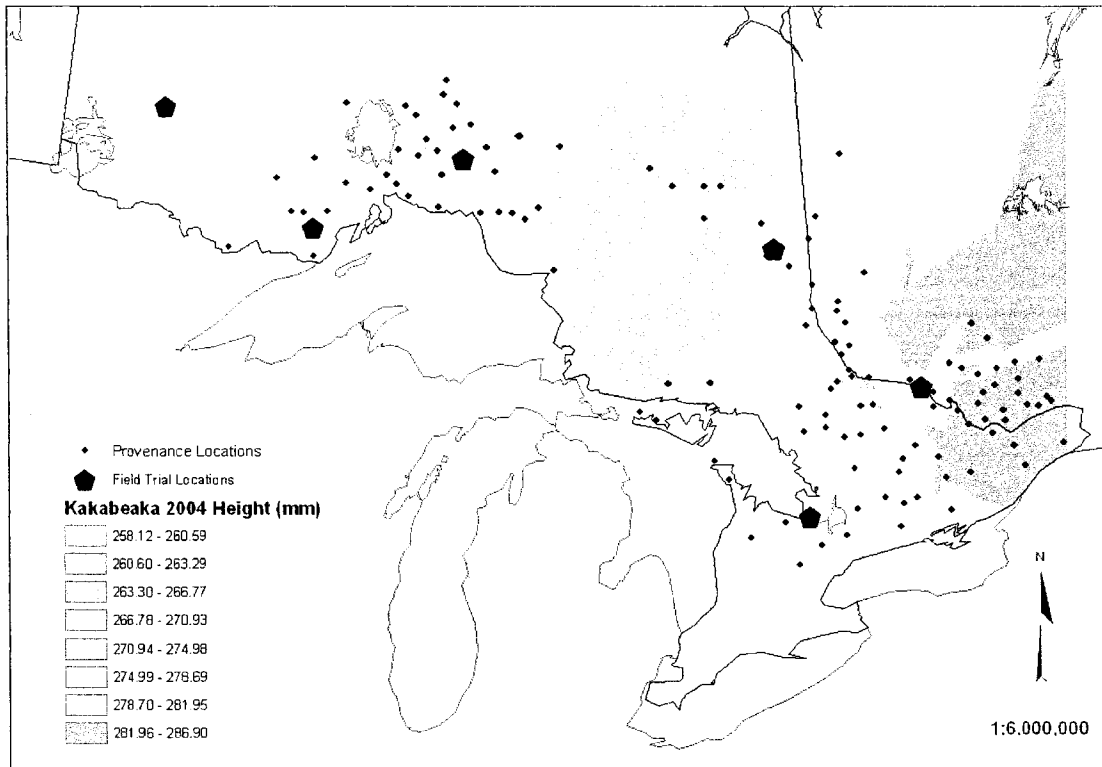 Provenance Locations
Field Trial Locations
Kakabeaka 2004 Height (mm)
258.12 - 260.59
260.60 - 263.29
263.30 - 266.77
266.78 - 270.93
270.94 - 274.98
274.99 - 278.69
278.70 - 281.95
281.96 - 286.90
N
1:6,000,000